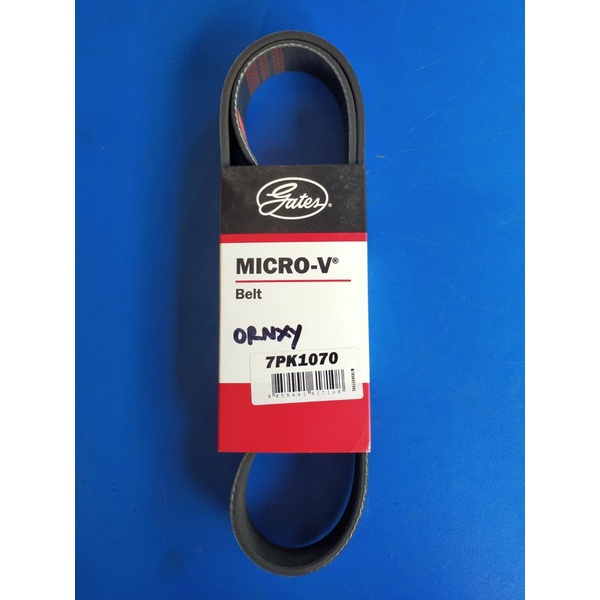 Gates®
MICRO-V®
Belt
ORNXY
7PK1070